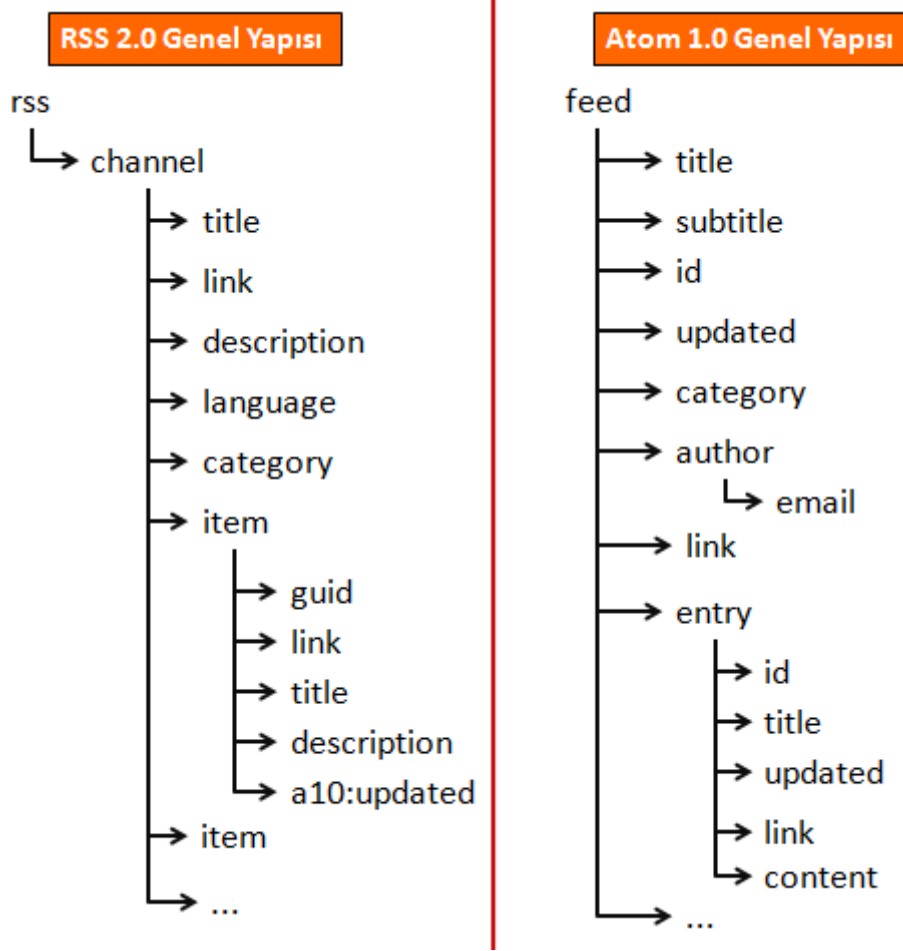 RSS 2.0 Genel Yapısı
rss
channel
title
link
description
language
category
item
guid
link
title
description
a10:updated
item
...
Atom 1.0 Genel Yapısı
feed
title
subtitle
id
updated
category
author
email
link
entry
id
title
updated
link
content
...